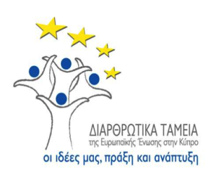 ΔΙΑΡΘΡΩΤΙΚΑ ΤΑΜΕΙΑ
της Ευρωπαϊκής Ένωσης στην Κύπρο
οι ιδέες μας, πράξη και ανάπτυξη